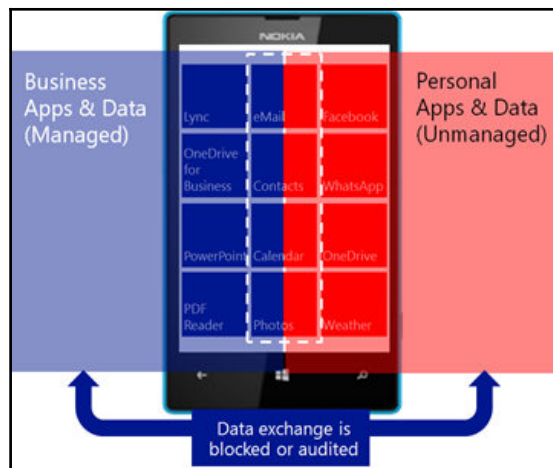 NOKIA
Business
Apps & Data
(Managed)
Personal
Apps & Data
(Unmanaged)
Lync
eMail
Facebook
OneDrive
for
Business
Contacts
WhatsApp
PowerPoint
Calendar
OneDrive
PDF
Reader
Photos
Weather
Data exchange is
blocked or audited